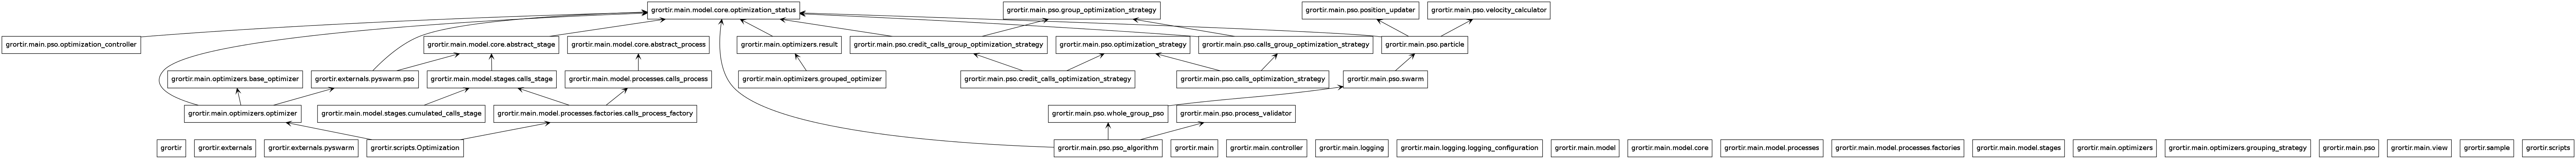 grortir.main.model.core.optimization_status
grortir.main.pso.group_optimization_strategy
grortir.main.pso.position_updater
grortir.main.pso.velocity_calculator
grortir.main.pso.optimization_controller
grortir.main.model.core.abstract_stage
grortir.main.model.core.abstract_process
grortir.main.optimizers.result
grortir.main.pso.credit_calls_group_optimization_strategy
grortir.main.pso.optimization_strategy
grortir.main.pso.calls_group_optimization_strategy
grortir.main.pso.particle
grortir.main.optimizers.base_optimizer
grortir.externals.pyswarm.pso
grortir.main.model.stages.calls_stage
grortir.main.model.processes.calls_process
grortir.main.optimizers.grouped_optimizer
grortir.main.pso.credit_calls_optimization_strategy
grortir.main.pso.calls_optimization_strategy
grortir.main.pso.swarm
grortir.main.optimizers.optimizer
grortir.main.model.stages.cumulated_calls_stage
grortir.main.model.processes.factories.calls_process_factory
grortir.main.pso.whole_group_pso
grortir.main.pso.process_validator
grortir
grortir.externals
grortir.externals.pyswarm
grortir.scripts.Optimization
grortir.main.pso.pso_algorithm
grortir.main
grortir.main.controller
grortir.main.logging
grortir.main.logging.logging_configuration
grortir.main.model
grortir.main.model.core
grortir.main.model.processes
grortir.main.model.processes.factories
grortir.main.model.stages
grortir.main.optimizers
grortir.main.optimizers.grouping_strategy
grortir.main.pso
grortir.main.view
grortir.sample
grortir.scripts